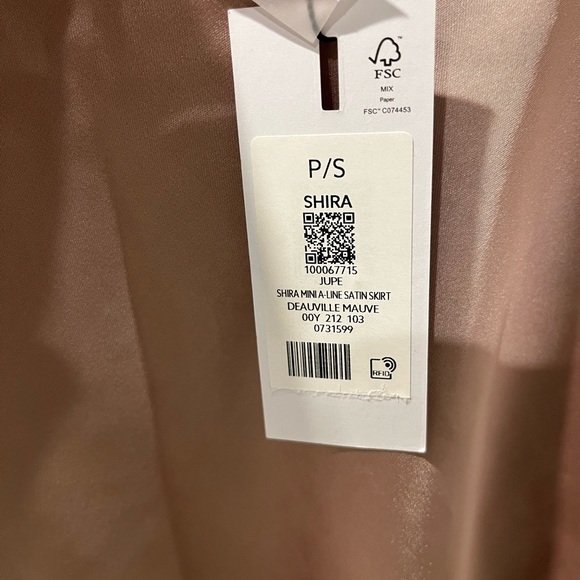 FSC™
MIX
Paper
FSC® C074453
P/S
SHIRA
100067715
JUPE
SHIRA MINI A-LINE SATIN SKIRT
DEAUVILLE MAUVE
00Y 212 103
0731599
RFID